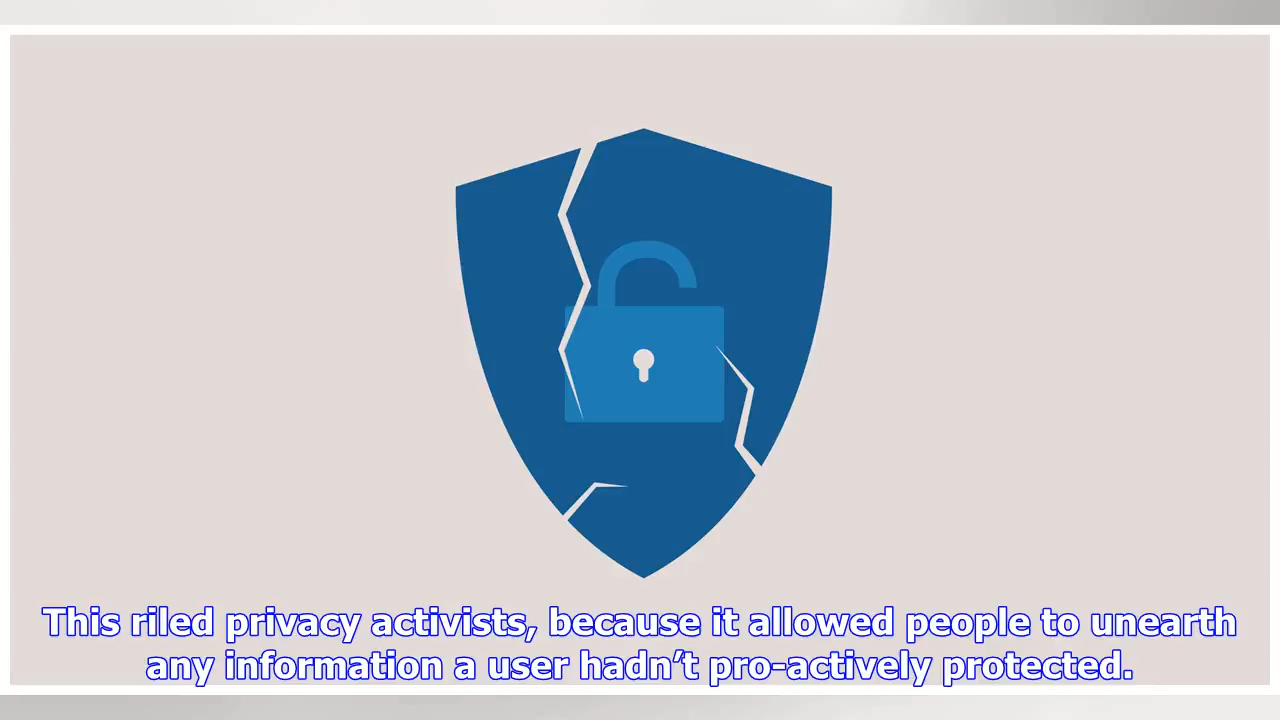 This riled privacy activists, because it allowed people to unearth
any information a user hadn’t pro-actively protected.